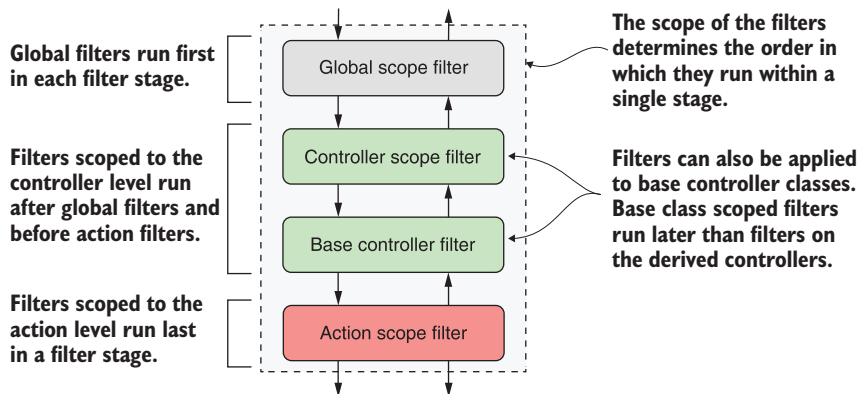 Global filters run first
in each filter stage.
Global scope filter
The scope of the filters
determines the order in
which they run within a
single stage.
Filters scoped to the
controller level run
after global filters and
before action filters.
Controller scope filter
Base controller filter
Filters can also be applied
to base controller classes.
Base class scoped filters
run later than filters on
the derived controllers.
Filters scoped to the
action level run last
in a filter stage.
Action scope filter